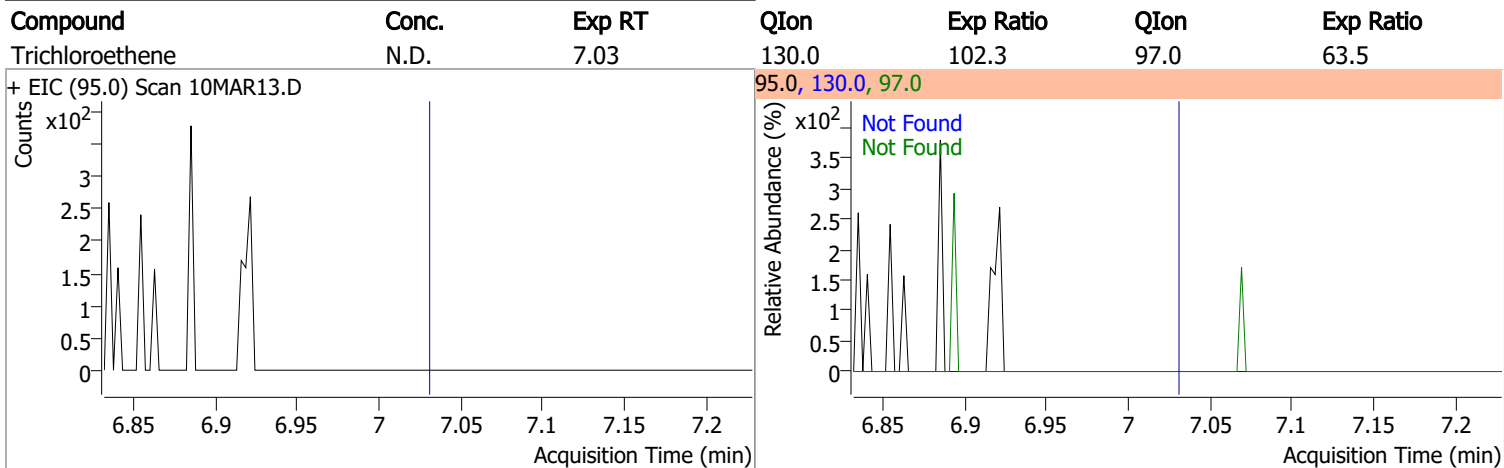 Compound Conc. Exp RT QIon Exp Ratio QIon Exp Ratio
Trichloroethene N.D. 7.03 130.0 102.3 97.0 63.5
+ EIC (95.0) Scan 10MAR13.D
Counts
x10²
3
2.5
2
1.5
1
0.5
0
6.85 6.9 6.95 7 7.05 7.1 7.15 7.2
Acquisition Time (min)
95.0, 130.0, 97.0
Relative Abundance (%)
x10²
Not Found
Not Found
3.5
3
2.5
2
1.5
1
0.5
0
6.85 6.9 6.95 7 7.05 7.1 7.15 7.2
Acquisition Time (min)